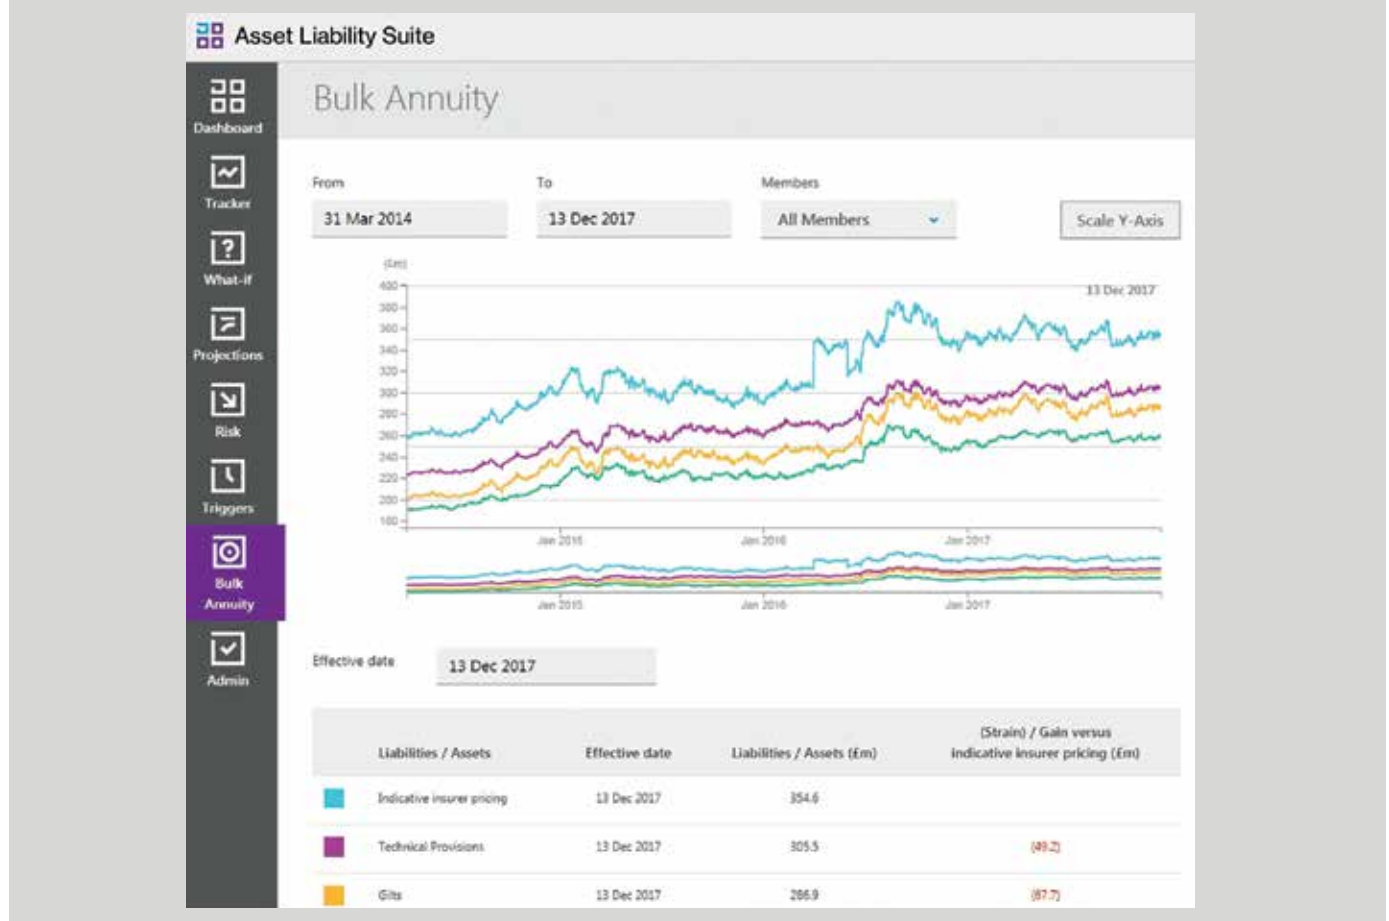 Asset Liability Suite
Dashboard
Tracker
What-if
Projections
Risk
Triggers
Bulk
Annuity
Admin
Bulk Annuity
From
To
Members
31 Mar 2014
13 Dec 2017
All Members
Scale Y-Axis
(£m)
13 Dec 2017
400
380
360
340
320
300
280
260
240
220
200
180
Jan 2015
Jan 2016
Jan 2017
Jan 2015
Jan 2016
Jan 2017
Effective date
13 Dec 2017
Liabilities / Assets
Effective date
Liabilities / Assets (£m)
(Strain) / Gain versus
indicative insurer pricing (£m)
Indicative insurer pricing
13 Dec 2017
354.6
Technical Provisions
13 Dec 2017
305.5
(49.2)
Gilts
13 Dec 2017
286.9
(67.7)